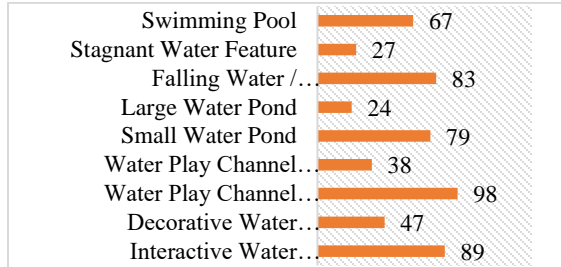 Swimming Pool 67
Stagnant Water Feature 27
Falling Water /… 83
Large Water Pond 24
Small Water Pond 79
Water Play Channel… 38
Water Play Channel… 98
Decorative Water… 47
Interactive Water… 89